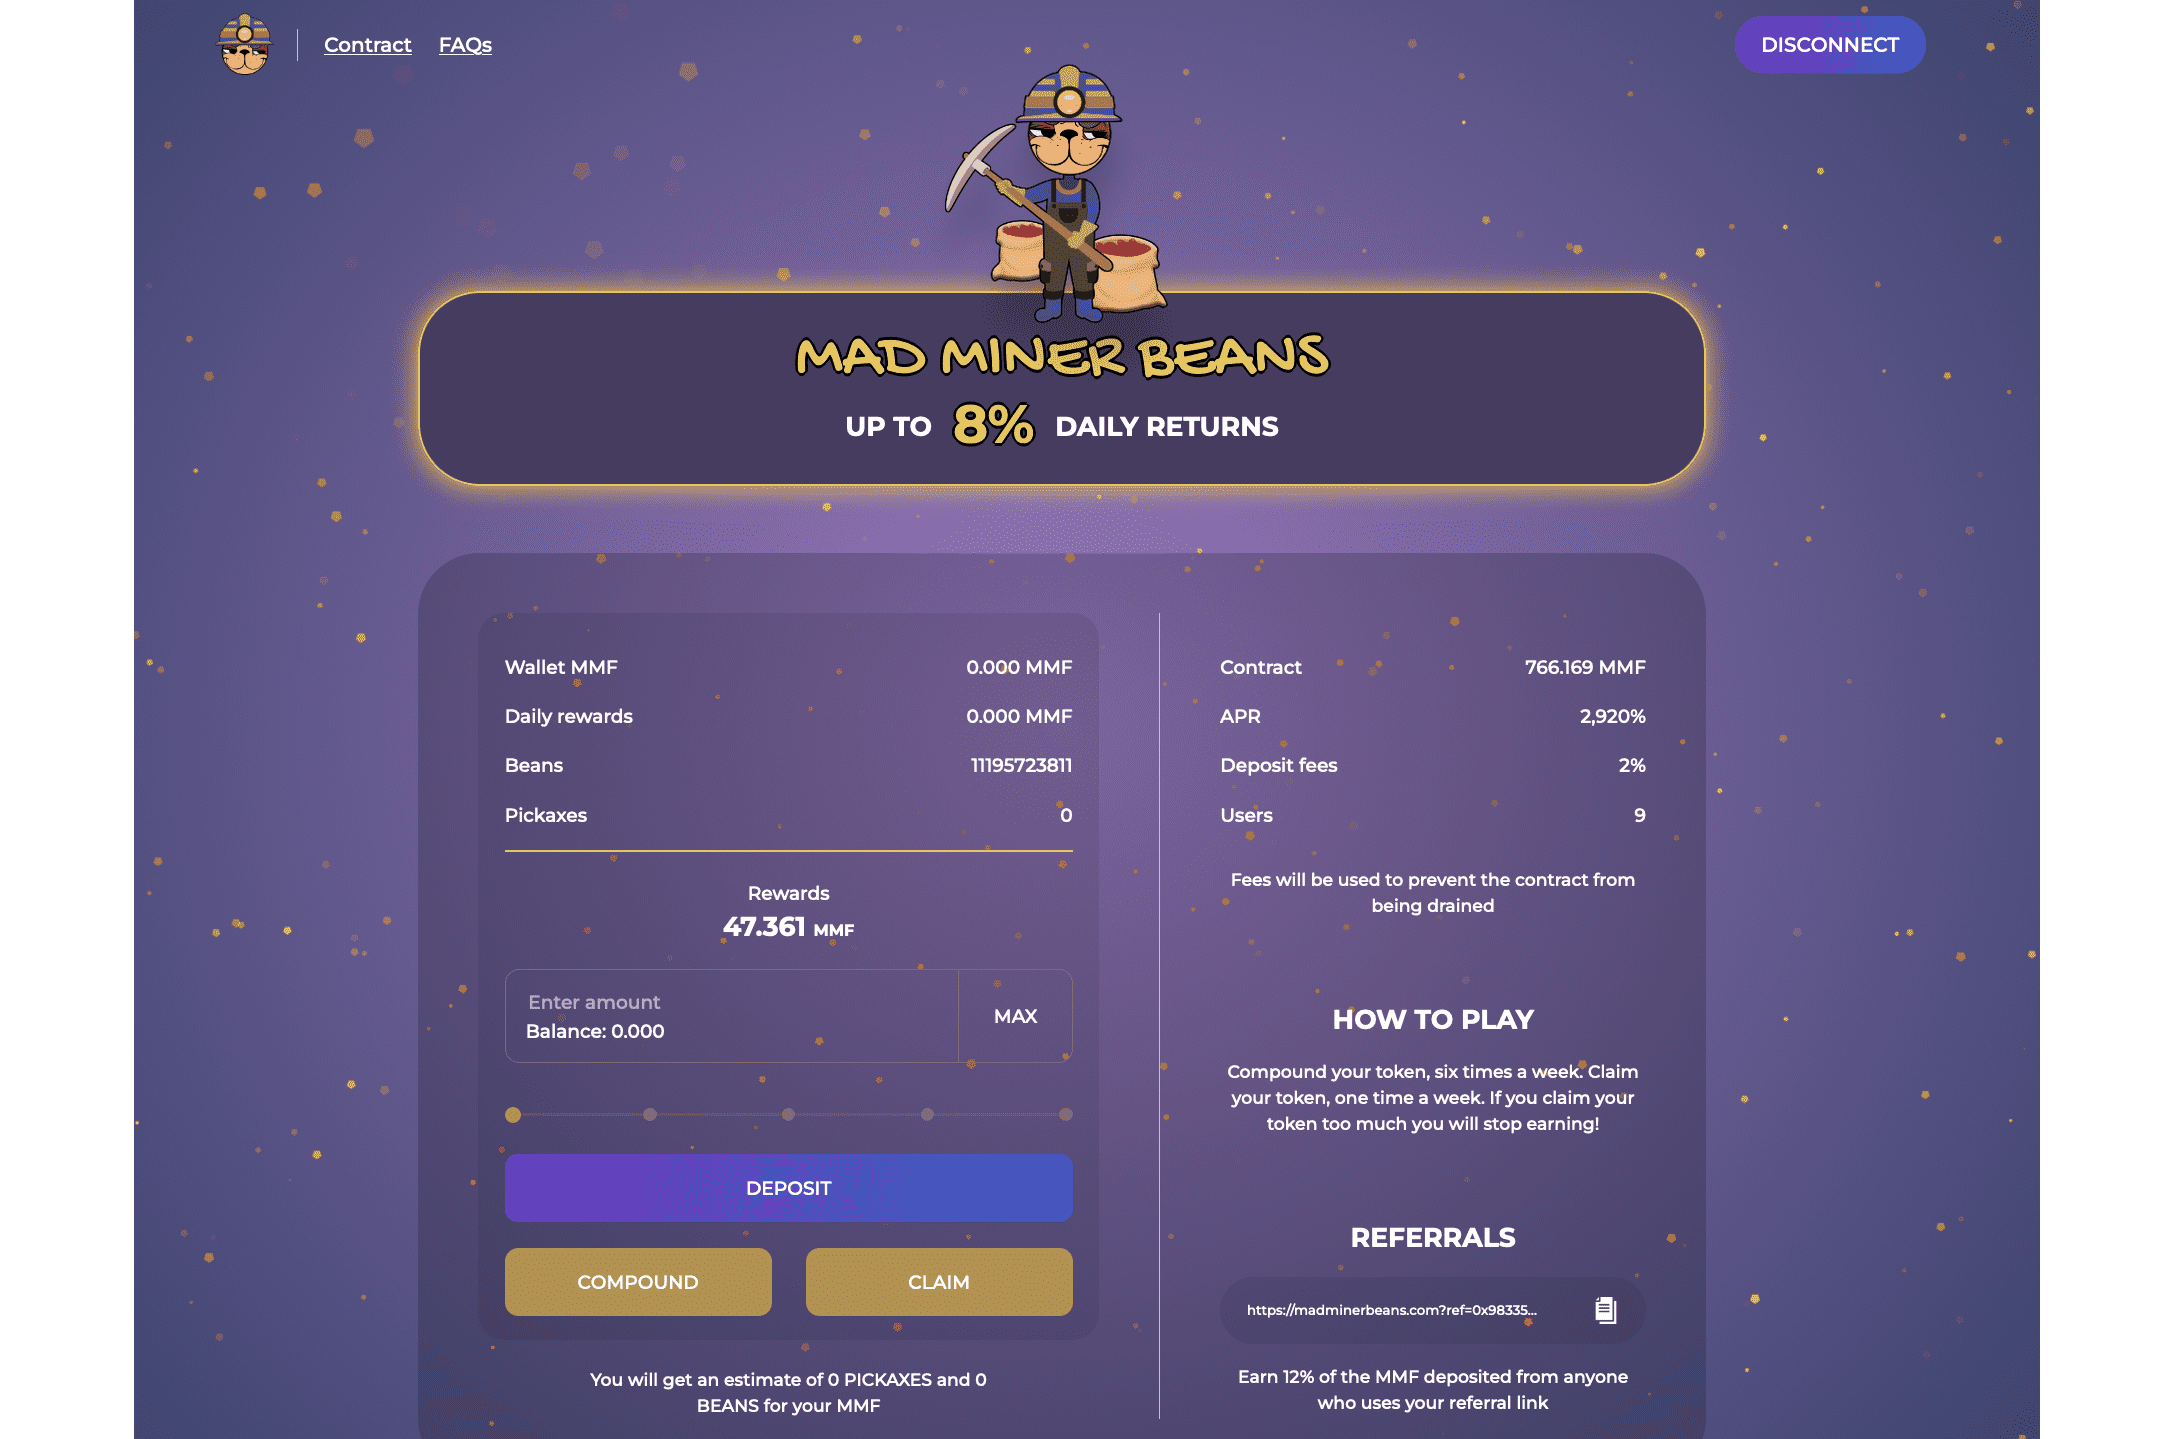 Contract FAQs DISCONNECT
MAD MINER BEANS
UP TO 8% DAILY RETURNS
Wallet MMF 0.000 MMF
Daily rewards 0.000 MMF
Beans 11195723811
Pickaxes 0
Rewards
47.361 MMF
Enter amount
Balance: 0.000
MAX
DEPOSIT
COMPOUND CLAIM
You will get an estimate of 0 PICKAXES and 0
BEANS for your MMF
Contract 766.169 MMF
APR 2,920%
Deposit fees 2%
Users 9
Fees will be used to prevent the contract from
being drained
HOW TO PLAY
Compound your token, six times a week. Claim
your token, one time a week. If you claim your
token too much you will stop earning!
REFERRALS
https://madminerbeans.com?ref=0x98335...
Earn 12% of the MMF deposited from anyone
who uses your referral link